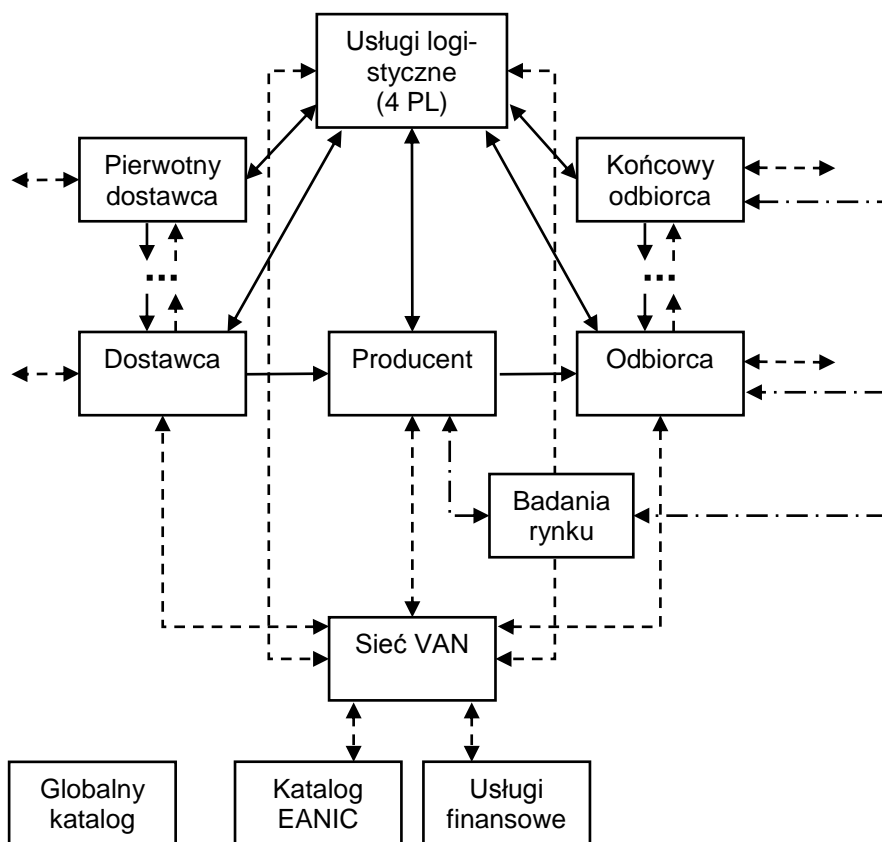 Usługi logi-
styczne
(4 PL)
Pierwotny
dostawca
Końcowy
odbiorca
...
...
Dostawca
Producent
Odbiorca
Badania
rynku
Sieć VAN
Globalny
katalog
Katalog
EANIC
Usługi
finansowe